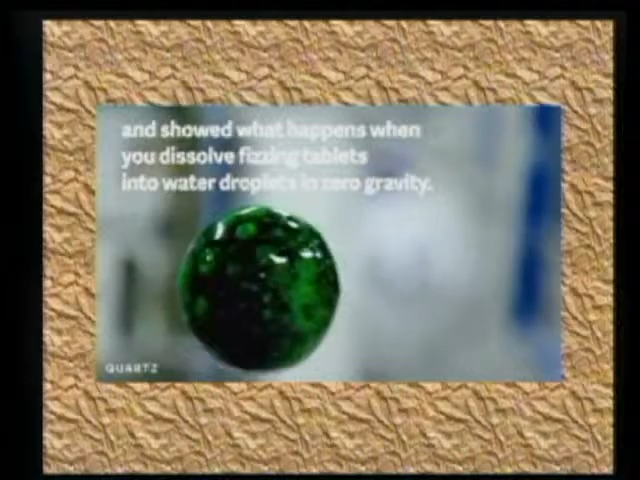 and showed what happens when
you dissolve fizzing tablets
into water droplets in zero gravity.
QUARTZ